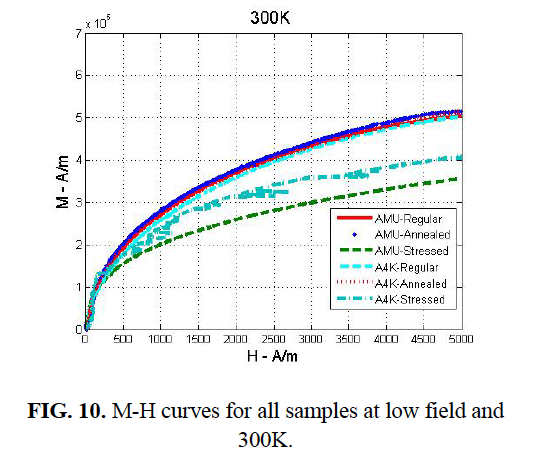 300K
x 10⁵
7
6
5
4
3
2
1
0
M - A/m
0 500 1000 1500 2000 2500 3000 3500 4000 4500 5000
H - A/m
AMU-Regular
AMU-Annealed
AMU-Stressed
A4K-Regular
A4K-Annealed
A4K-Stressed
FIG. 10. M-H curves for all samples at low field and
300K.